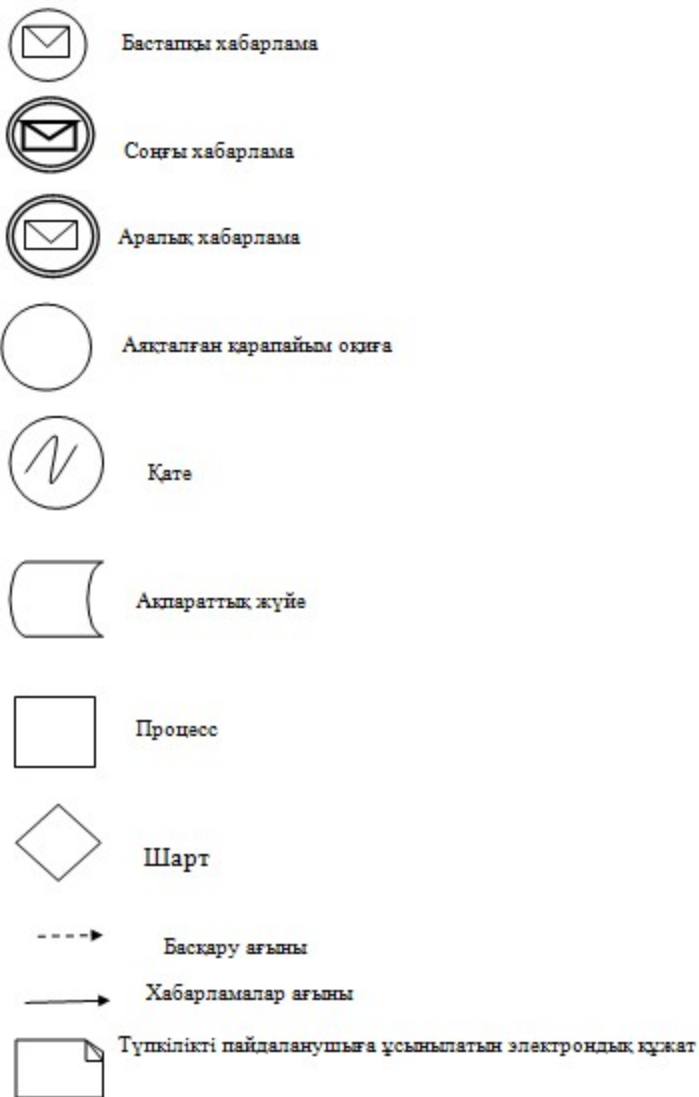 Бастапқы хабарлама
Соңғы хабарлама
Аралық хабарлама
Аяқталған қарапайым оқиға
Қате
Ақпараттық жүйе
Процесс
Шарт
Басқару ағыны
Хабарламалар ағыны
Түпкілікті пайдаланушыға ұсынылатын электрондық құжат